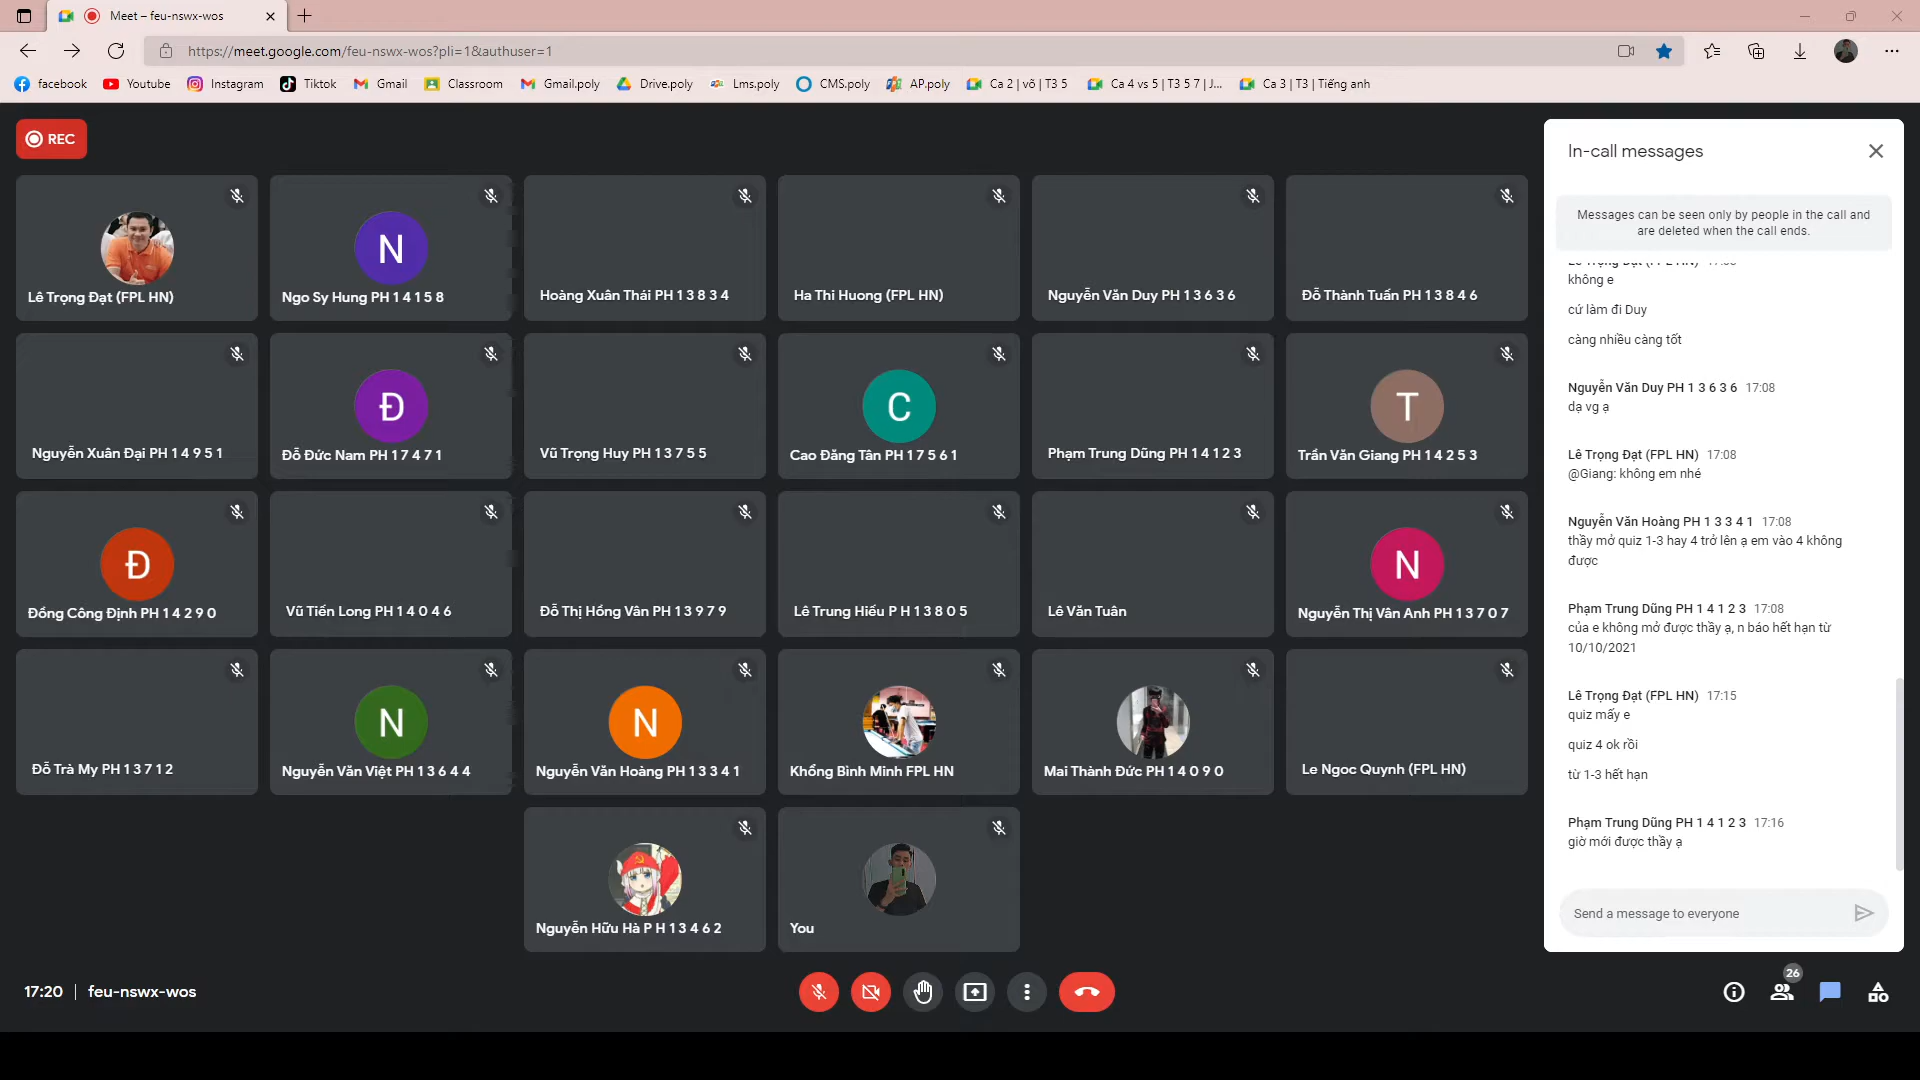 Meet – feu-nswx-wos
https://meet.google.com/feu-nswx-wos?pli=1&authuser=1
facebook
Youtube
Instagram
Tiktok
Gmail
Classroom
Gmail.poly
Drive.poly
Lms.poly
CMS.poly
AP.poly
Ca 2 | võ | T3 5
Ca 4 vs 5 | T3 5 7 | J...
Ca 3 | T3 | Tiếng anh
REC
Lê Trọng Đạt (FPL HN)
N
Ngo Sy Hung PH 1 4 1 5 8
Hoàng Xuân Thái PH 1 3 8 3 4
Ha Thi Huong (FPL HN)
Nguyễn Văn Duy PH 1 3 6 3 6
Đỗ Thành Tuấn PH 1 3 8 4 6
Nguyễn Xuân Đại PH 1 4 9 5 1
Đ
Đỗ Đức Nam PH 1 7 4 7 1
Vũ Trọng Huy PH 1 3 7 5 5
C
Cao Đăng Tân PH 1 7 5 6 1
Phạm Trung Dũng PH 1 4 1 2 3
T
Trần Văn Giang PH 1 4 2 5 3
Đ
Đồng Công Định PH 1 4 2 9 0
Vũ Tiến Long PH 1 4 0 4 6
Đỗ Thị Hồng Vân PH 1 3 9 7 9
Lê Trung Hiếu P H 1 3 8 0 5
Lê Văn Tuân
N
Nguyễn Thị Vân Anh PH 1 3 7 0 7
Đỗ Trà My PH 1 3 7 1 2
N
Nguyễn Văn Việt PH 1 3 6 4 4
N
Nguyễn Văn Hoàng PH 1 3 3 4 1
Khổng Bình Minh FPL HN
Mai Thành Đức PH 1 4 0 9 0
Le Ngoc Quynh (FPL HN)
Nguyễn Hữu Hà P H 1 3 4 6 2
You
In-call messages
Messages can be seen only by people in the call and
are deleted when the call ends.
không e
cứ làm đi Duy
càng nhiều càng tốt
Nguyễn Văn Duy PH 1 3 6 3 6 17:08
dạ vg ạ
Lê Trọng Đạt (FPL HN) 17:08
@Giang: không em nhé
Nguyễn Văn Hoàng PH 1 3 3 4 1 17:08
thầy mở quiz 1-3 hay 4 trở lên ạ em vào 4 không
được
Phạm Trung Dũng PH 1 4 1 2 3 17:08
của e không mở được thầy ạ, n báo hết hạn từ
10/10/2021
Lê Trọng Đạt (FPL HN) 17:15
quiz mấy e
quiz 4 ok rồi
từ 1-3 hết hạn
Phạm Trung Dũng PH 1 4 1 2 3 17:16
giờ mới được thầy ạ
Send a message to everyone
17:20 | feu-nswx-wos
26